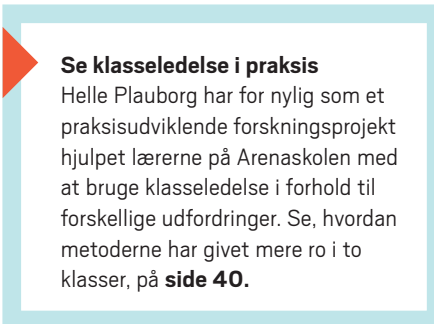 Se klasseledelse i praksis
Helle Plauborg har for nylig som et
praksisudviklende forskningsprojekt
hjulpet lærerne på Arenaskolen med
at bruge klasseledelse i forhold til
forskellige udfordringer. Se, hvordan
metoderne har givet mere ro i to
klasser, på side 40.